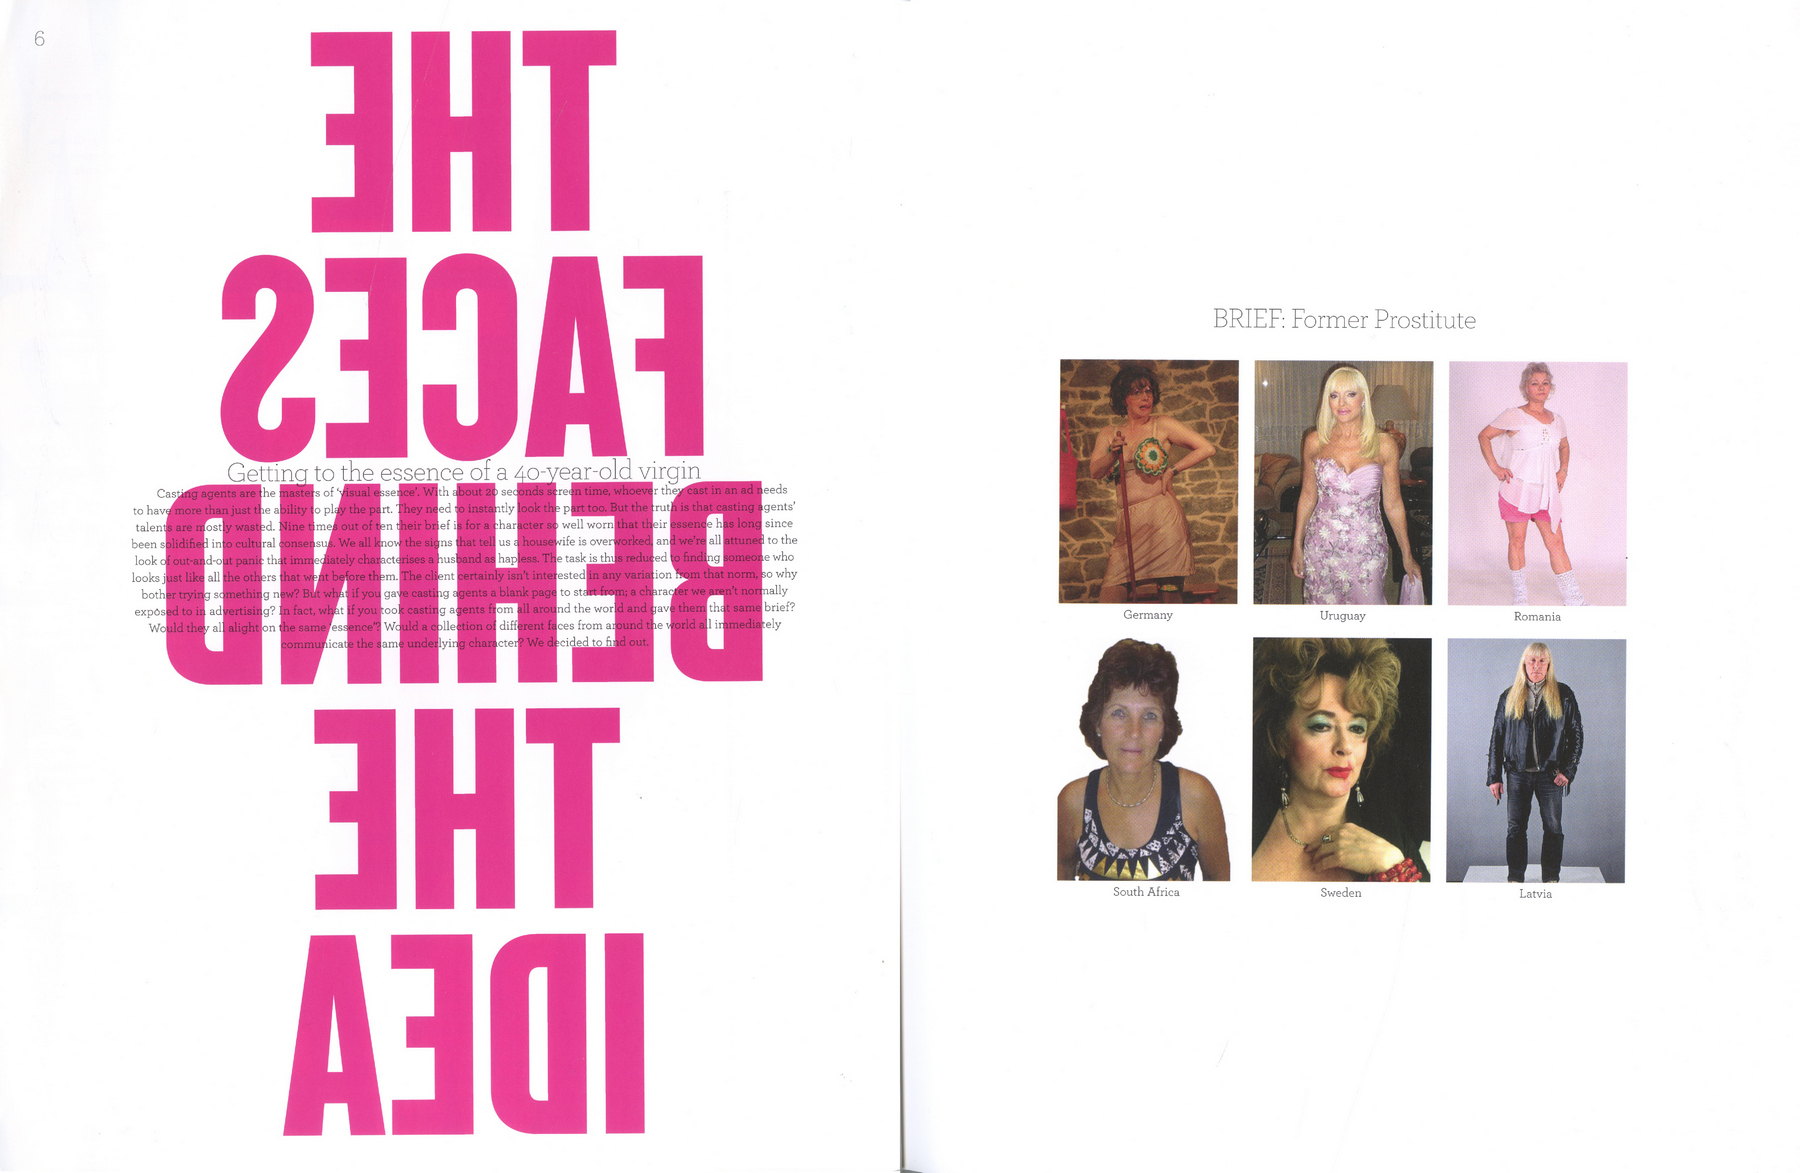 6
THE
FACES
BEHIND
THE
IDEA
Getting to the essence of a 40-year-old virgin
Casting agents are the masters of 'visual essence'. With about 20 seconds screen time, whoever they cast in an ad needs
to have more than just the ability to play the part. They need to instantly look the part too. But the truth is that casting agents'
talents are mostly wasted. Nine times out of ten their brief is for a character so well worn that their essence has long since
been solidified into cultural consensus. We all know the signs that tell us a housewife is overworked, and we're all attuned to the
look of out-and-out panic that immediately characterises a husband as hapless. The task is thus reduced to finding someone who
looks just like all the others that went before them. The client certainly isn't interested in any variation from that norm, so why
bother trying something new? But what if you gave casting agents a blank page to start from; a character we aren't normally
exposed to in advertising? In fact, what if you took casting agents from all around the world and gave them that same brief?
Would they all alight on the same 'essence'? Would a collection of different faces from around the world all immediately
communicate the same underlying character? We decided to find out.
BRIEF: Former Prostitute
Germany
Uruguay
Romania
South Africa
Sweden
Latvia